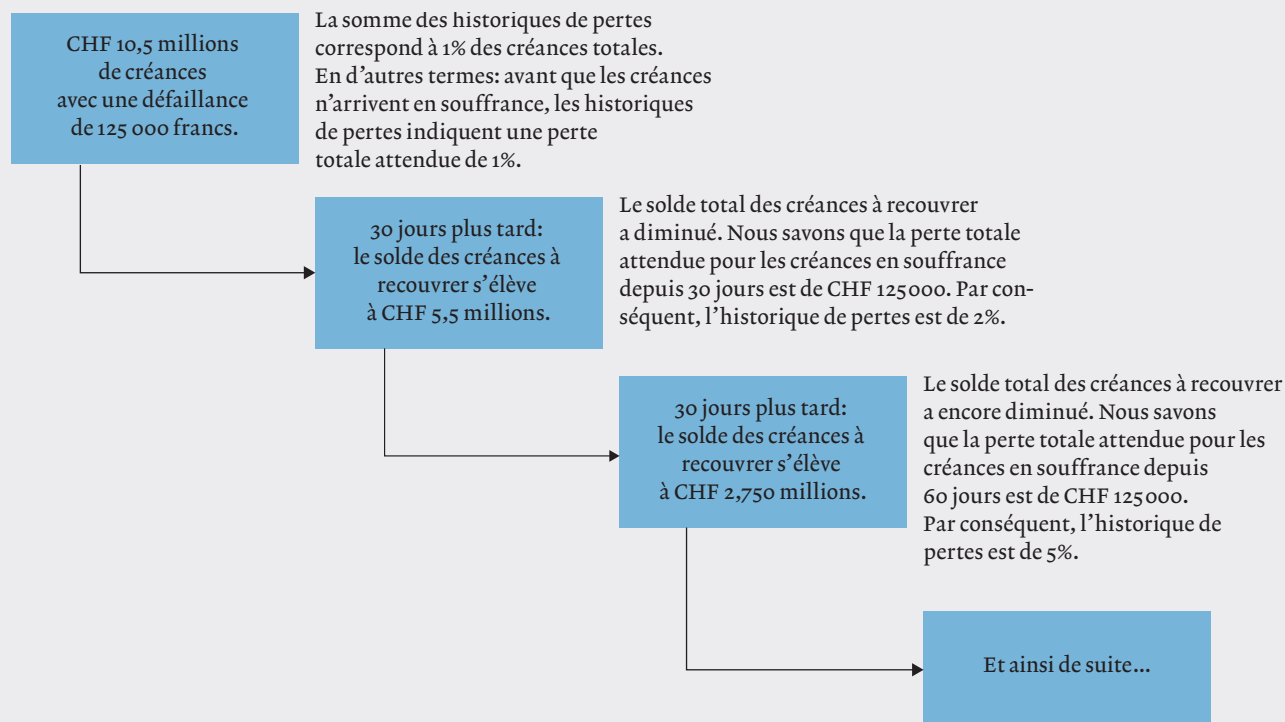 CHF 10,5 millions
de créances
avec une défaillance
de 125 000 francs.
La somme des historiques de pertes
correspond à 1% des créances totales.
En d’autres termes: avant que les créances
n’arrivent en souffrance, les historiques
de pertes indiquent une perte
totale attendue de 1%.
30 jours plus tard:
le solde des créances à
recouvrer s’élève
à CHF 5,5 millions.
Le solde total des créances à recouvrer
a diminué. Nous savons que la perte totale
attendue pour les créances en souffrance
depuis 30 jours est de CHF 125000. Par con-
séquent, l’historique de pertes est de 2%.
30 jours plus tard:
le solde des créances à
recouvrer s’élève
à CHF 2,750 millions.
Le solde total des créances à recouvrer
a encore diminué. Nous savons
que la perte totale attendue pour les
créances en souffrance depuis
60 jours est de CHF 125000.
Par conséquent, l’historique de
pertes est de 5%.
Et ainsi de suite...